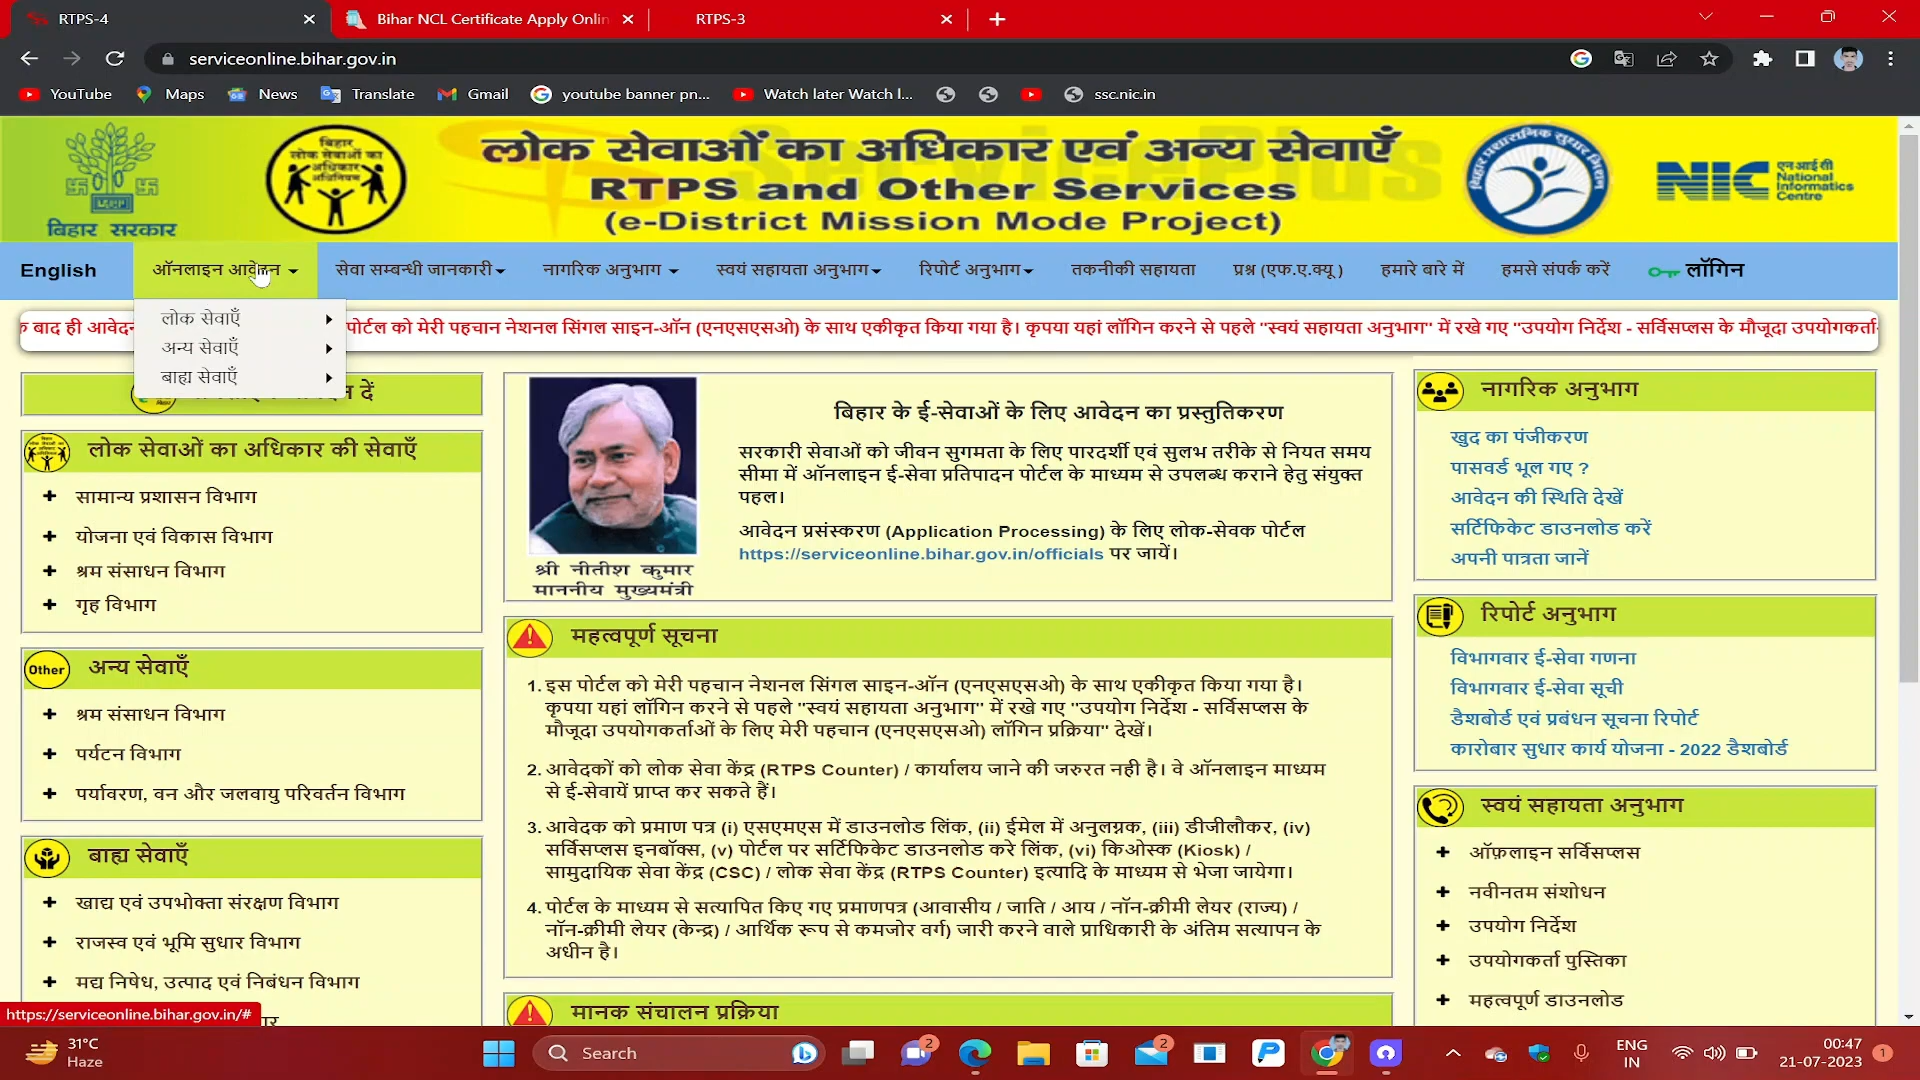 RTPS-4
Bihar NCL Certificate Apply Onlin
RTPS-3
serviceonline.bihar.gov.in
YouTube
Maps
News
Translate
Gmail
youtube banner pn...
Watch later Watch l...
ssc.nic.in
बिहार सरकार
बिहार
लोक सेवाओं का
अधिकार
अधिनियम
लोक सेवाओं का अधिकार एवं अन्य सेवाएँ
RTPS and Other Services
(e-District Mission Mode Project)
बिहार प्रशासनिक सुधार मिशन
NIC
एन आई सी
National
Informatics
Centre
English
ऑनलाइन आवेदन
सेवा सम्बन्धी जानकारी
नागरिक अनुभाग
स्वयं सहायता अनुभाग
रिपोर्ट अनुभाग
तकनीकी सहायता
प्रश्न (एफ.ए.क्यू )
हमारे बारे में
हमसे संपर्क करें
लॉगिन
लोक सेवाएँ
अन्य सेवाएँ
बाह्य सेवाएँ
के बाद ही आवेदन
पोर्टल को मेरी पहचान नेशनल सिंगल साइन-ऑन (एनएसएसओ) के साथ एकीकृत किया गया है। कृपया यहां लॉगिन करने से पहले "स्वयं सहायता अनुभाग" में रखे गए "उपयोग निर्देश - सर्विसप्लस के मौजूदा उपयोगकर्ता
दें
लोक सेवाओं का अधिकार की सेवाएँ
सामान्य प्रशासन विभाग
योजना एवं विकास विभाग
श्रम संसाधन विभाग
गृह विभाग
Other
अन्य सेवाएँ
श्रम संसाधन विभाग
पर्यटन विभाग
पर्यावरण, वन और जलवायु परिवर्तन विभाग
बाह्य सेवाएँ
खाद्य एवं उपभोक्ता संरक्षण विभाग
राजस्व एवं भूमि सुधार विभाग
मद्य निषेध, उत्पाद एवं निबंधन विभाग
https://serviceonline.bihar.gov.in/#
श्री नीतीश कुमार
माननीय मुख्यमंत्री
बिहार के ई-सेवाओं के लिए आवेदन का प्रस्तुतिकरण
सरकारी सेवाओं को जीवन सुगमता के लिए पारदर्शी एवं सुलभ तरीके से नियत समय
सीमा में ऑनलाइन ई-सेवा प्रतिपादन पोर्टल के माध्यम से उपलब्ध कराने हेतु संयुक्त
पहल।
आवेदन प्रसंस्करण (Application Processing) के लिए लोक-सेवक पोर्टल
https://serviceonline.bihar.gov.in/officials पर जायें।
महत्वपूर्ण सूचना
1. इस पोर्टल को मेरी पहचान नेशनल सिंगल साइन-ऑन (एनएसएसओ) के साथ एकीकृत किया गया है।
कृपया यहां लॉगिन करने से पहले "स्वयं सहायता अनुभाग" में रखे गए "उपयोग निर्देश - सर्विसप्लस के
मौजूदा उपयोगकर्ताओं के लिए मेरी पहचान (एनएसएसओ) लॉगिन प्रक्रिया" देखें।
2. आवेदकों को लोक सेवा केंद्र (RTPS Counter) / कार्यालय जाने की जरुरत नही है। वे ऑनलाइन माध्यम
से ई-सेवायें प्राप्त कर सकते हैं।
3. आवेदक को प्रमाण पत्र (i) एसएमएस में डाउनलोड लिंक, (ii) ईमेल में अनुलग्नक, (iii) डीजीलौकर, (iv)
सर्विसप्लस इनबॉक्स, (v) पोर्टल पर सर्टिफिकेट डाउनलोड करे लिंक, (vi) किओस्क (Kiosk) /
सामुदायिक सेवा केंद्र (CSC) / लोक सेवा केंद्र (RTPS Counter) इत्यादि के माध्यम से भेजा जायेगा।
4. पोर्टल के माध्यम से सत्यापित किए गए प्रमाणपत्र (आवासीय / जाति / आय / नॉन-क्रीमी लेयर (राज्य) /
नॉन-क्रीमी लेयर (केन्द्र) / आर्थिक रूप से कमजोर वर्ग) जारी करने वाले प्राधिकारी के अंतिम सत्यापन के
अधीन है।
मानक संचालन प्रक्रिया
नागरिक अनुभाग
खुद का पंजीकरण
पासवर्ड भूल गए ?
आवेदन की स्थिति देखें
सर्टिफिकेट डाउनलोड करें
अपनी पात्रता जानें
रिपोर्ट अनुभाग
विभागवार ई-सेवा गणना
विभागवार ई-सेवा सूची
डैशबोर्ड एवं प्रबंधन सूचना रिपोर्ट
कारोबार सुधार कार्य योजना - 2022 डैशबोर्ड
स्वयं सहायता अनुभाग
ऑफ़लाइन सर्विसप्लस
नवीनतम संशोधन
उपयोग निर्देश
उपयोगकर्ता पुस्तिका
महत्वपूर्ण डाउनलोड
31°C
Haze
Search
2
2
ENG
IN
00:47
21-07-2023
1